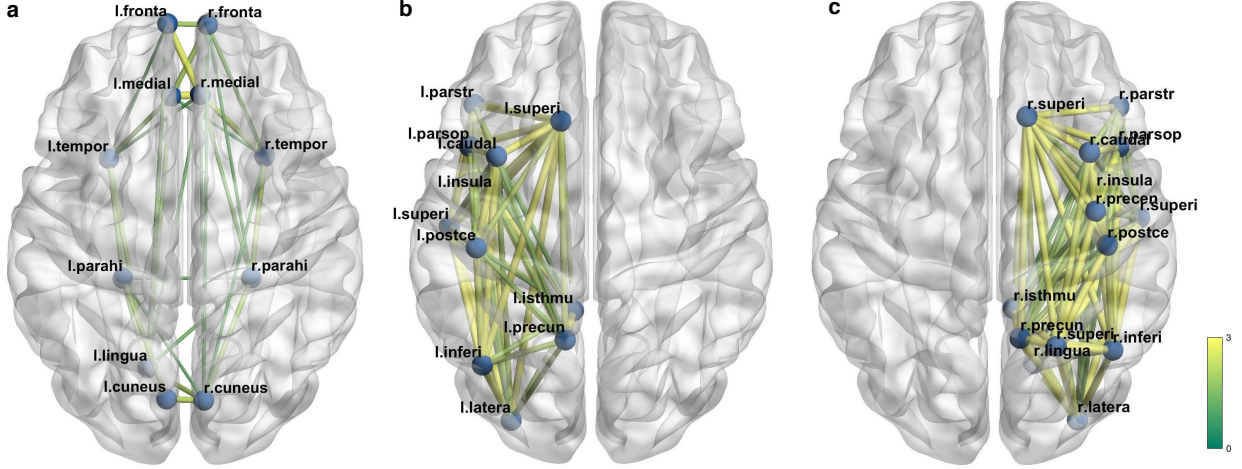 a
l.fronta
r.fronta
l.medial
r.medial
l.tempor
r.tempor
l.parahi
r.parahi
l.lingua
l.cuneus
r.cuneus
b
l.parstr
l.superi
l.parsop
l.caudal
l.insula
l.superi
l.postce
l.isthmu
l.precun
l.inferi
l.latera
c
r.superi
r.parstr
r.parsop
r.caudal
r.insula
r.precen
r.superi
r.postce
r.isthmu
r.precun
r.superi
r.inferi
r.lingua
r.latera
3
0